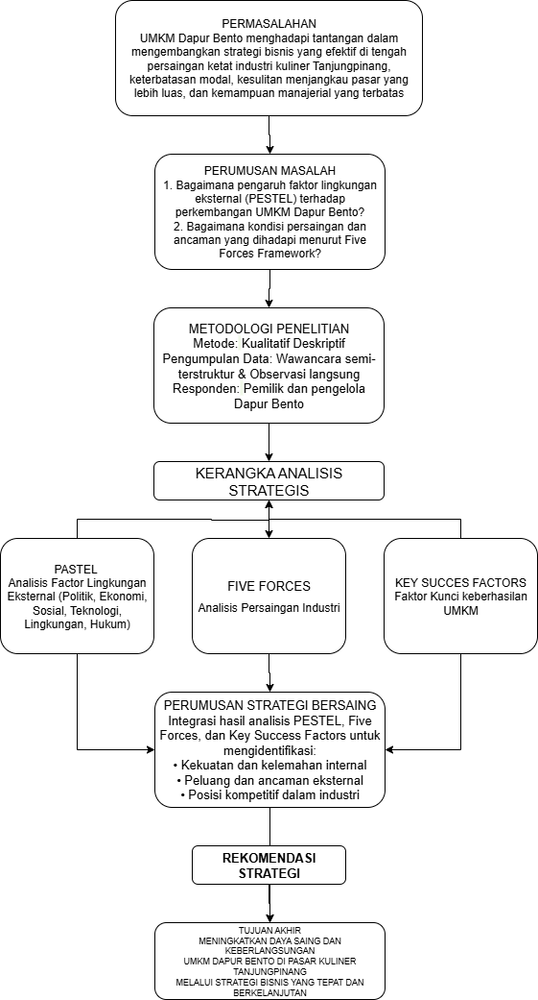 PERMASALAHAN
UMKM Dapur Bento menghadapi tantangan dalam
mengembangkan strategi bisnis yang efektif di tengah
persaingan ketat industri kuliner Tanjungpinang,
keterbatasan modal, kesulitan menjangkau pasar yang
lebih luas, dan kemampuan manajerial yang terbatas
PERUMUSAN MASALAH
1. Bagaimana pengaruh faktor lingkungan
eksternal (PESTEL) terhadap
perkembangan UMKM Dapur Bento?
2. Bagaimana kondisi persaingan dan
ancaman yang dihadapi menurut Five
Forces Framework?
METODOLOGI PENELITIAN
Metode: Kualitatif Deskriptif
Pengumpulan Data: Wawancara semi-
terstruktur & Observasi langsung
Responden: Pemilik dan pengelola
Dapur Bento
KERANGKA ANALISIS
STRATEGIS
PASTEL
Analisis Factor Lingkungan
Eksternal (Politik, Ekonomi,
Sosial, Teknologi,
Lingkungan, Hukum)
FIVE FORCES
Analisis Persaingan Industri
KEY SUCCES FACTORS
Faktor Kunci keberhasilan
UMKM
PERUMUSAN STRATEGI BERSAING
Integrasi hasil analisis PESTEL, Five
Forces, dan Key Success Factors untuk
mengidentifikasi:
• Kekuatan dan kelemahan internal
• Peluang dan ancaman eksternal
• Posisi kompetitif dalam industri
REKOMENDASI
STRATEGI
TUJUAN AKHIR
MENINGKATKAN DAYA SAING DAN
KEBERLANGSUNGAN
UMKM DAPUR BENTO DI PASAR KULINER
TANJUNGPINANG
MELALUI STRATEGI BISNIS YANG TEPAT DAN
BERKELANJUTAN